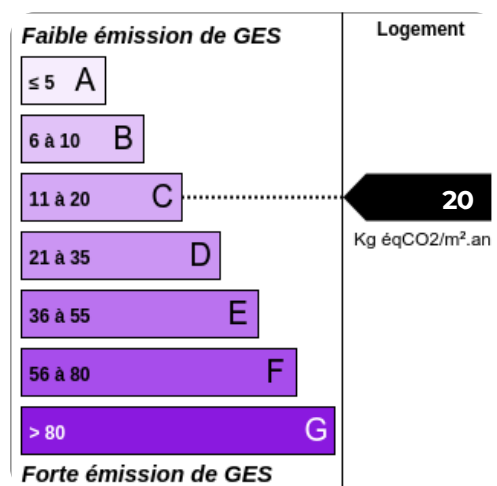 Faible émission de GES
Logement
≤ 5 A
6 à 10 B
11 à 20 C
20
Kg éqCO2/m².an
21 à 35 D
36 à 55 E
56 à 80 F
> 80 G
Forte émission de GES